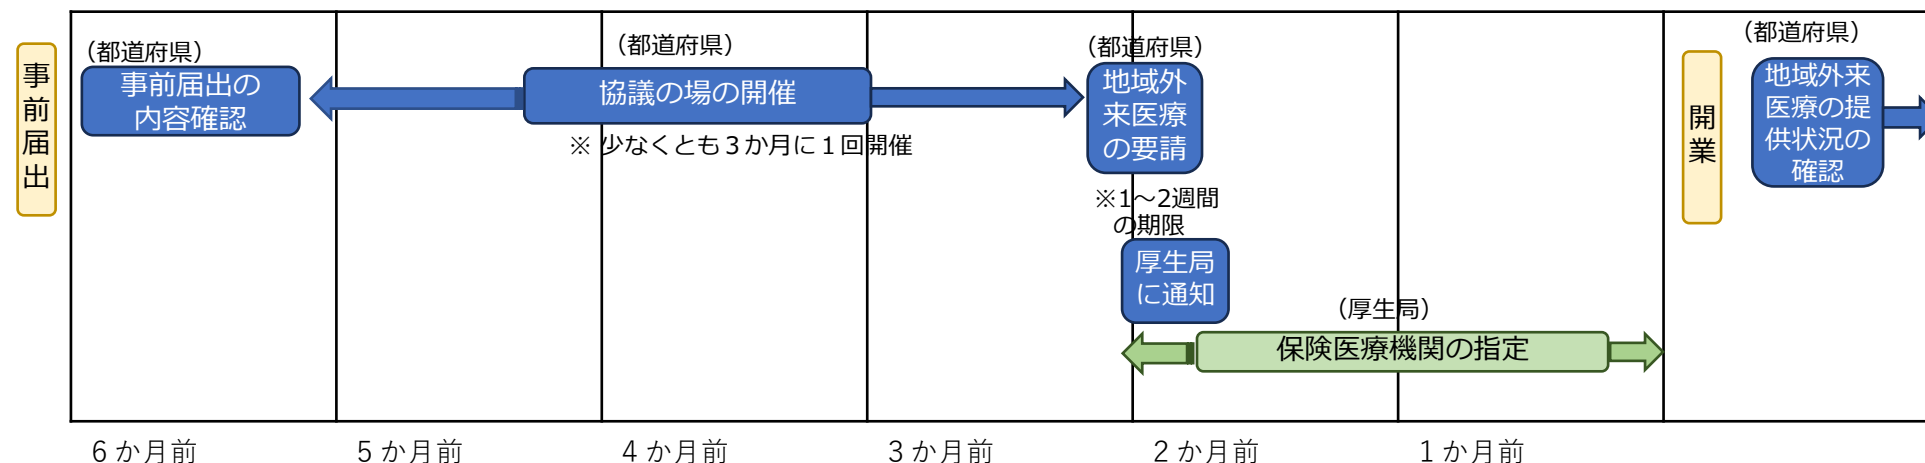 事前届出
（都道府県）
事前届出の
内容確認
（都道府県）
協議の場の開催
※ 少なくとも３か月に１回開催
（都道府県）
地域外
来医療
の要請
※1～2週間
の期限
厚生局
に通知
（厚生局）
保険医療機関の指定
開業
（都道府県）
地域外来
医療の提
供状況の
確認
６か月前
５か月前
４か月前
３か月前
２か月前
１か月前